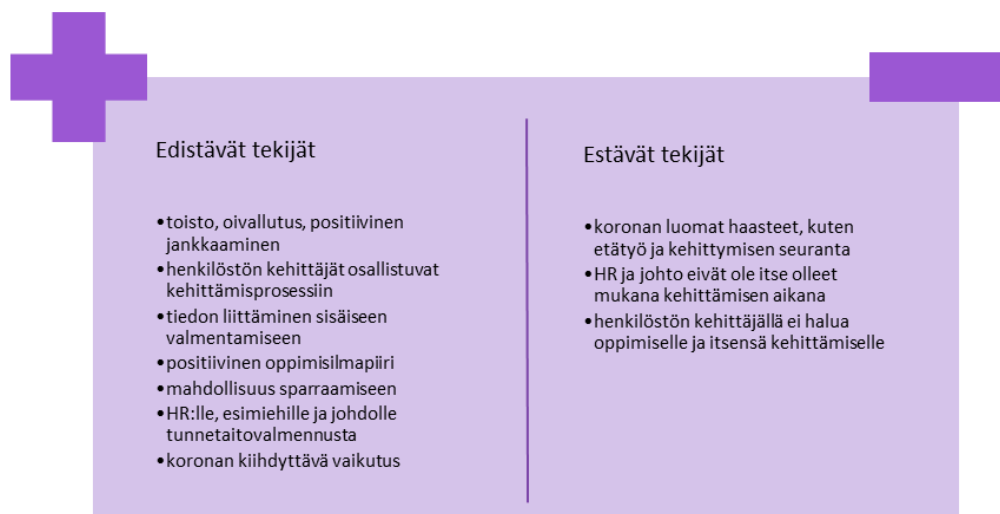 Edistävät tekijät
•toisto, oivallutus, positiivinen
jankkaaminen
•henkilöstön kehittäjät osallistuvat
kehittämisprosessiin
•tiedon liittäminen sisäiseen
valmentamiseen
•positiivinen oppimisilmapiiri
•mahdollisuus sparraamiseen
•HR:lle, esimiehille ja johdolle
tunnetaitovalmennusta
•koronan kiihdyttävä vaikutus
Estävät tekijät
•koronan luomat haasteet, kuten
etätyö ja kehittymisen seuranta
•HR ja johto eivät ole itse olleet
mukana kehittämisen aikana
•henkilöstön kehittäjällä ei halua
oppimiselle ja itsensä kehittämiselle